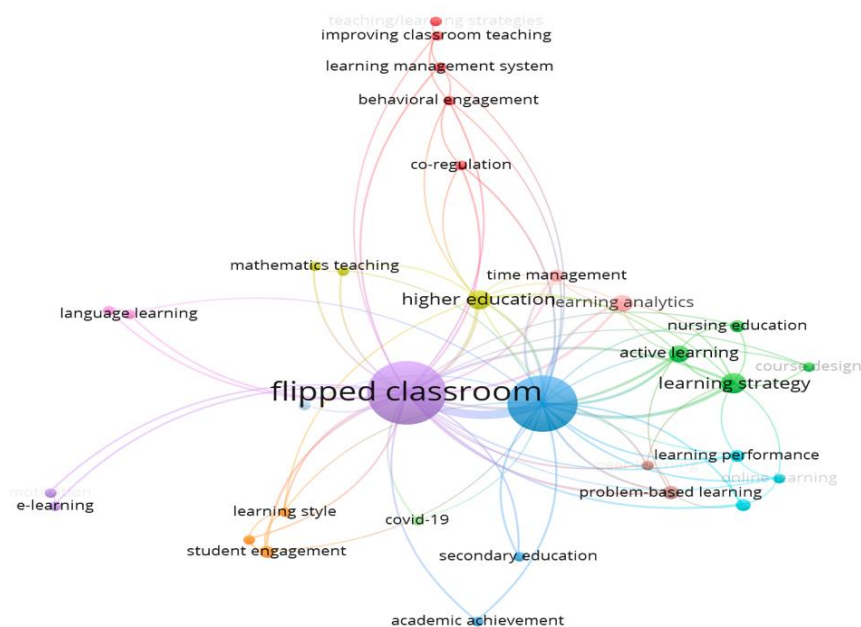 teaching/learning strategies
improving classroom teaching
learning management system
behavioral engagement
co-regulation
mathematics teaching
time management
higher education
learning analytics
language learning
nursing education
active learning
course design
learning strategy
flipped classroom
learning performance
online learning
motivation
problem-based learning
e-learning
learning style
covid-19
student engagement
secondary education
academic achievement